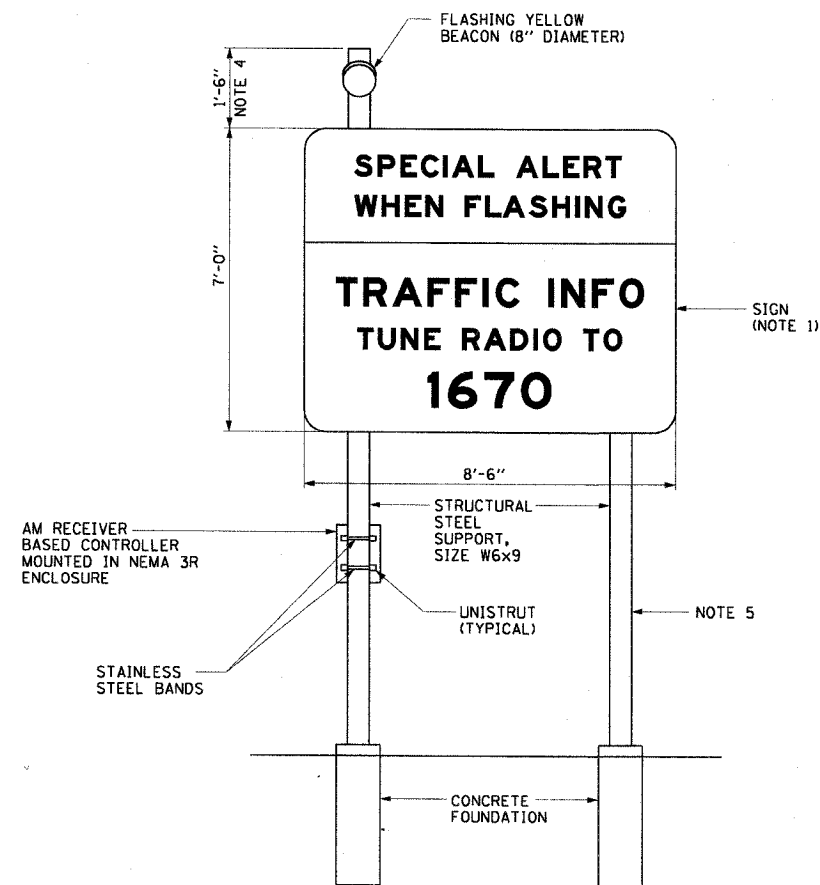 FLASHING YELLOW
BEACON (8" DIAMETER)
1'-6"
NOTE 4
SPECIAL ALERT
WHEN FLASHING
7'-0"
TRAFFIC INFO
TUNE RADIO TO
1670
SIGN
(NOTE 1)
8'-6"
STRUCTURAL
STEEL
SUPPORT,
SIZE W6x9
AM RECEIVER
BASED CONTROLLER
MOUNTED IN NEMA 3R
ENCLOSURE
UNISTRUT
(TYPICAL)
NOTE 5
STAINLESS
STEEL BANDS
CONCRETE
FOUNDATION